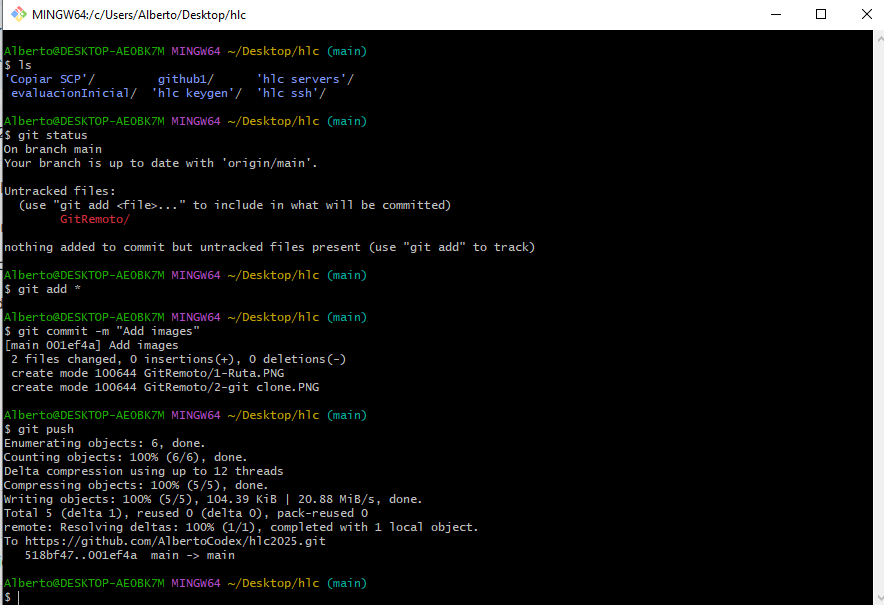 MINGW64:/c/Users/Alberto/Desktop/hlc
Alberto@DESKTOP-AEOBK7M MINGW64 ~/Desktop/hlc (main)
$ ls
'Copiar SCP'/         github1/      'hlc servers'/
 evaluacionInicial/  'hlc keygen'/  'hlc ssh'/
Alberto@DESKTOP-AEOBK7M MINGW64 ~/Desktop/hlc (main)
$ git status
On branch main
Your branch is up to date with 'origin/main'.
Untracked files:
  (use "git add <file>..." to include in what will be committed)
        GitRemoto/
nothing added to commit but untracked files present (use "git add" to track)
Alberto@DESKTOP-AEOBK7M MINGW64 ~/Desktop/hlc (main)
$ git add *
Alberto@DESKTOP-AEOBK7M MINGW64 ~/Desktop/hlc (main)
$ git commit -m "Add images"
[main 001ef4a] Add images
 2 files changed, 0 insertions(+), 0 deletions(-)
 create mode 100644 GitRemoto/1-Ruta.PNG
 create mode 100644 GitRemoto/2-git clone.PNG
Alberto@DESKTOP-AEOBK7M MINGW64 ~/Desktop/hlc (main)
$ git push
Enumerating objects: 6, done.
Counting objects: 100% (6/6), done.
Delta compression using up to 12 threads
Compressing objects: 100% (5/5), done.
Writing objects: 100% (5/5), 104.39 KiB | 20.88 MiB/s, done.
Total 5 (delta 1), reused 0 (delta 0), pack-reused 0
remote: Resolving deltas: 100% (1/1), completed with 1 local object.
To https://github.com/AlbertoCodex/hlc2025.git
   518bf47..001ef4a  main -> main
Alberto@DESKTOP-AEOBK7M MINGW64 ~/Desktop/hlc (main)
$